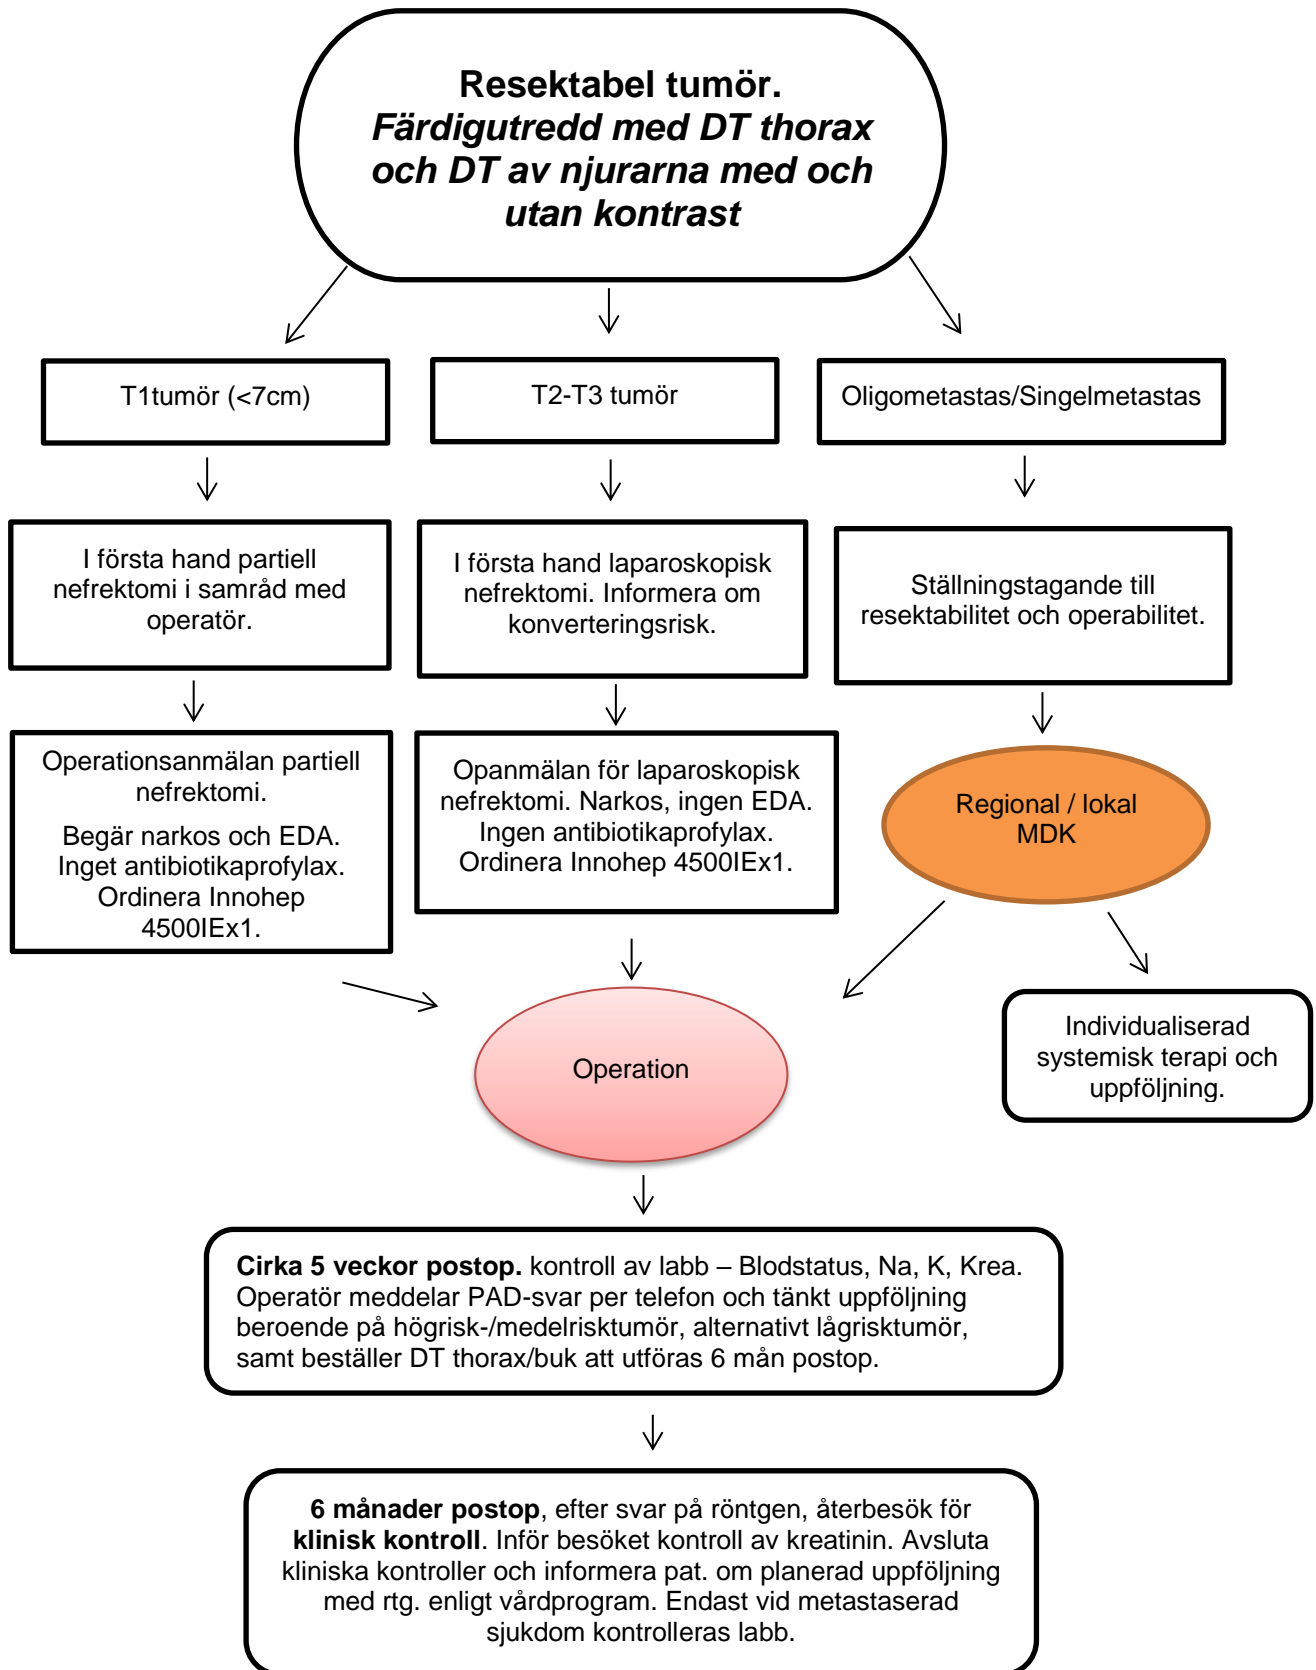 Resektabel tumör.
Färdigutredd med DT thorax
och DT av njurarna med och
utan kontrast
T1tumör (<7cm)
T2-T3 tumör
Oligometastas/Singelmetastas
I första hand partiell
nefrektomi i samråd med
operatör.
I första hand laparoskopisk
nefrektomi. Informera om
konverteringsrisk.
Ställningstagande till
resektabilitet och operabilitet.
Operationsanmälan partiell
nefrektomi.
Begär narkos och EDA.
Inget antibiotikaprofylax.
Ordinera Innohep
4500IEx1.
Opanmälan för laparoskopisk
nefrektomi. Narkos, ingen EDA.
Ingen antibiotikaprofylax.
Ordinera Innohep 4500IEx1.
Regional / lokal
MDK
Operation
Individualiserad
systemisk terapi och
uppföljning.
Cirka 5 veckor postop. kontroll av labb – Blodstatus, Na, K, Krea.
Operatör meddelar PAD-svar per telefon och tänkt uppföljning
beroende på högrisk-/medelrisktumör, alternativt lågrisktumör,
samt beställer DT thorax/buk att utföras 6 mån postop.
6 månader postop, efter svar på röntgen, återbesök för
klinisk kontroll. Inför besöket kontroll av kreatinin. Avsluta
kliniska kontroller och informera pat. om planerad uppföljning
med rtg. enligt vårdprogram. Endast vid metastaserad
sjukdom kontrolleras labb.